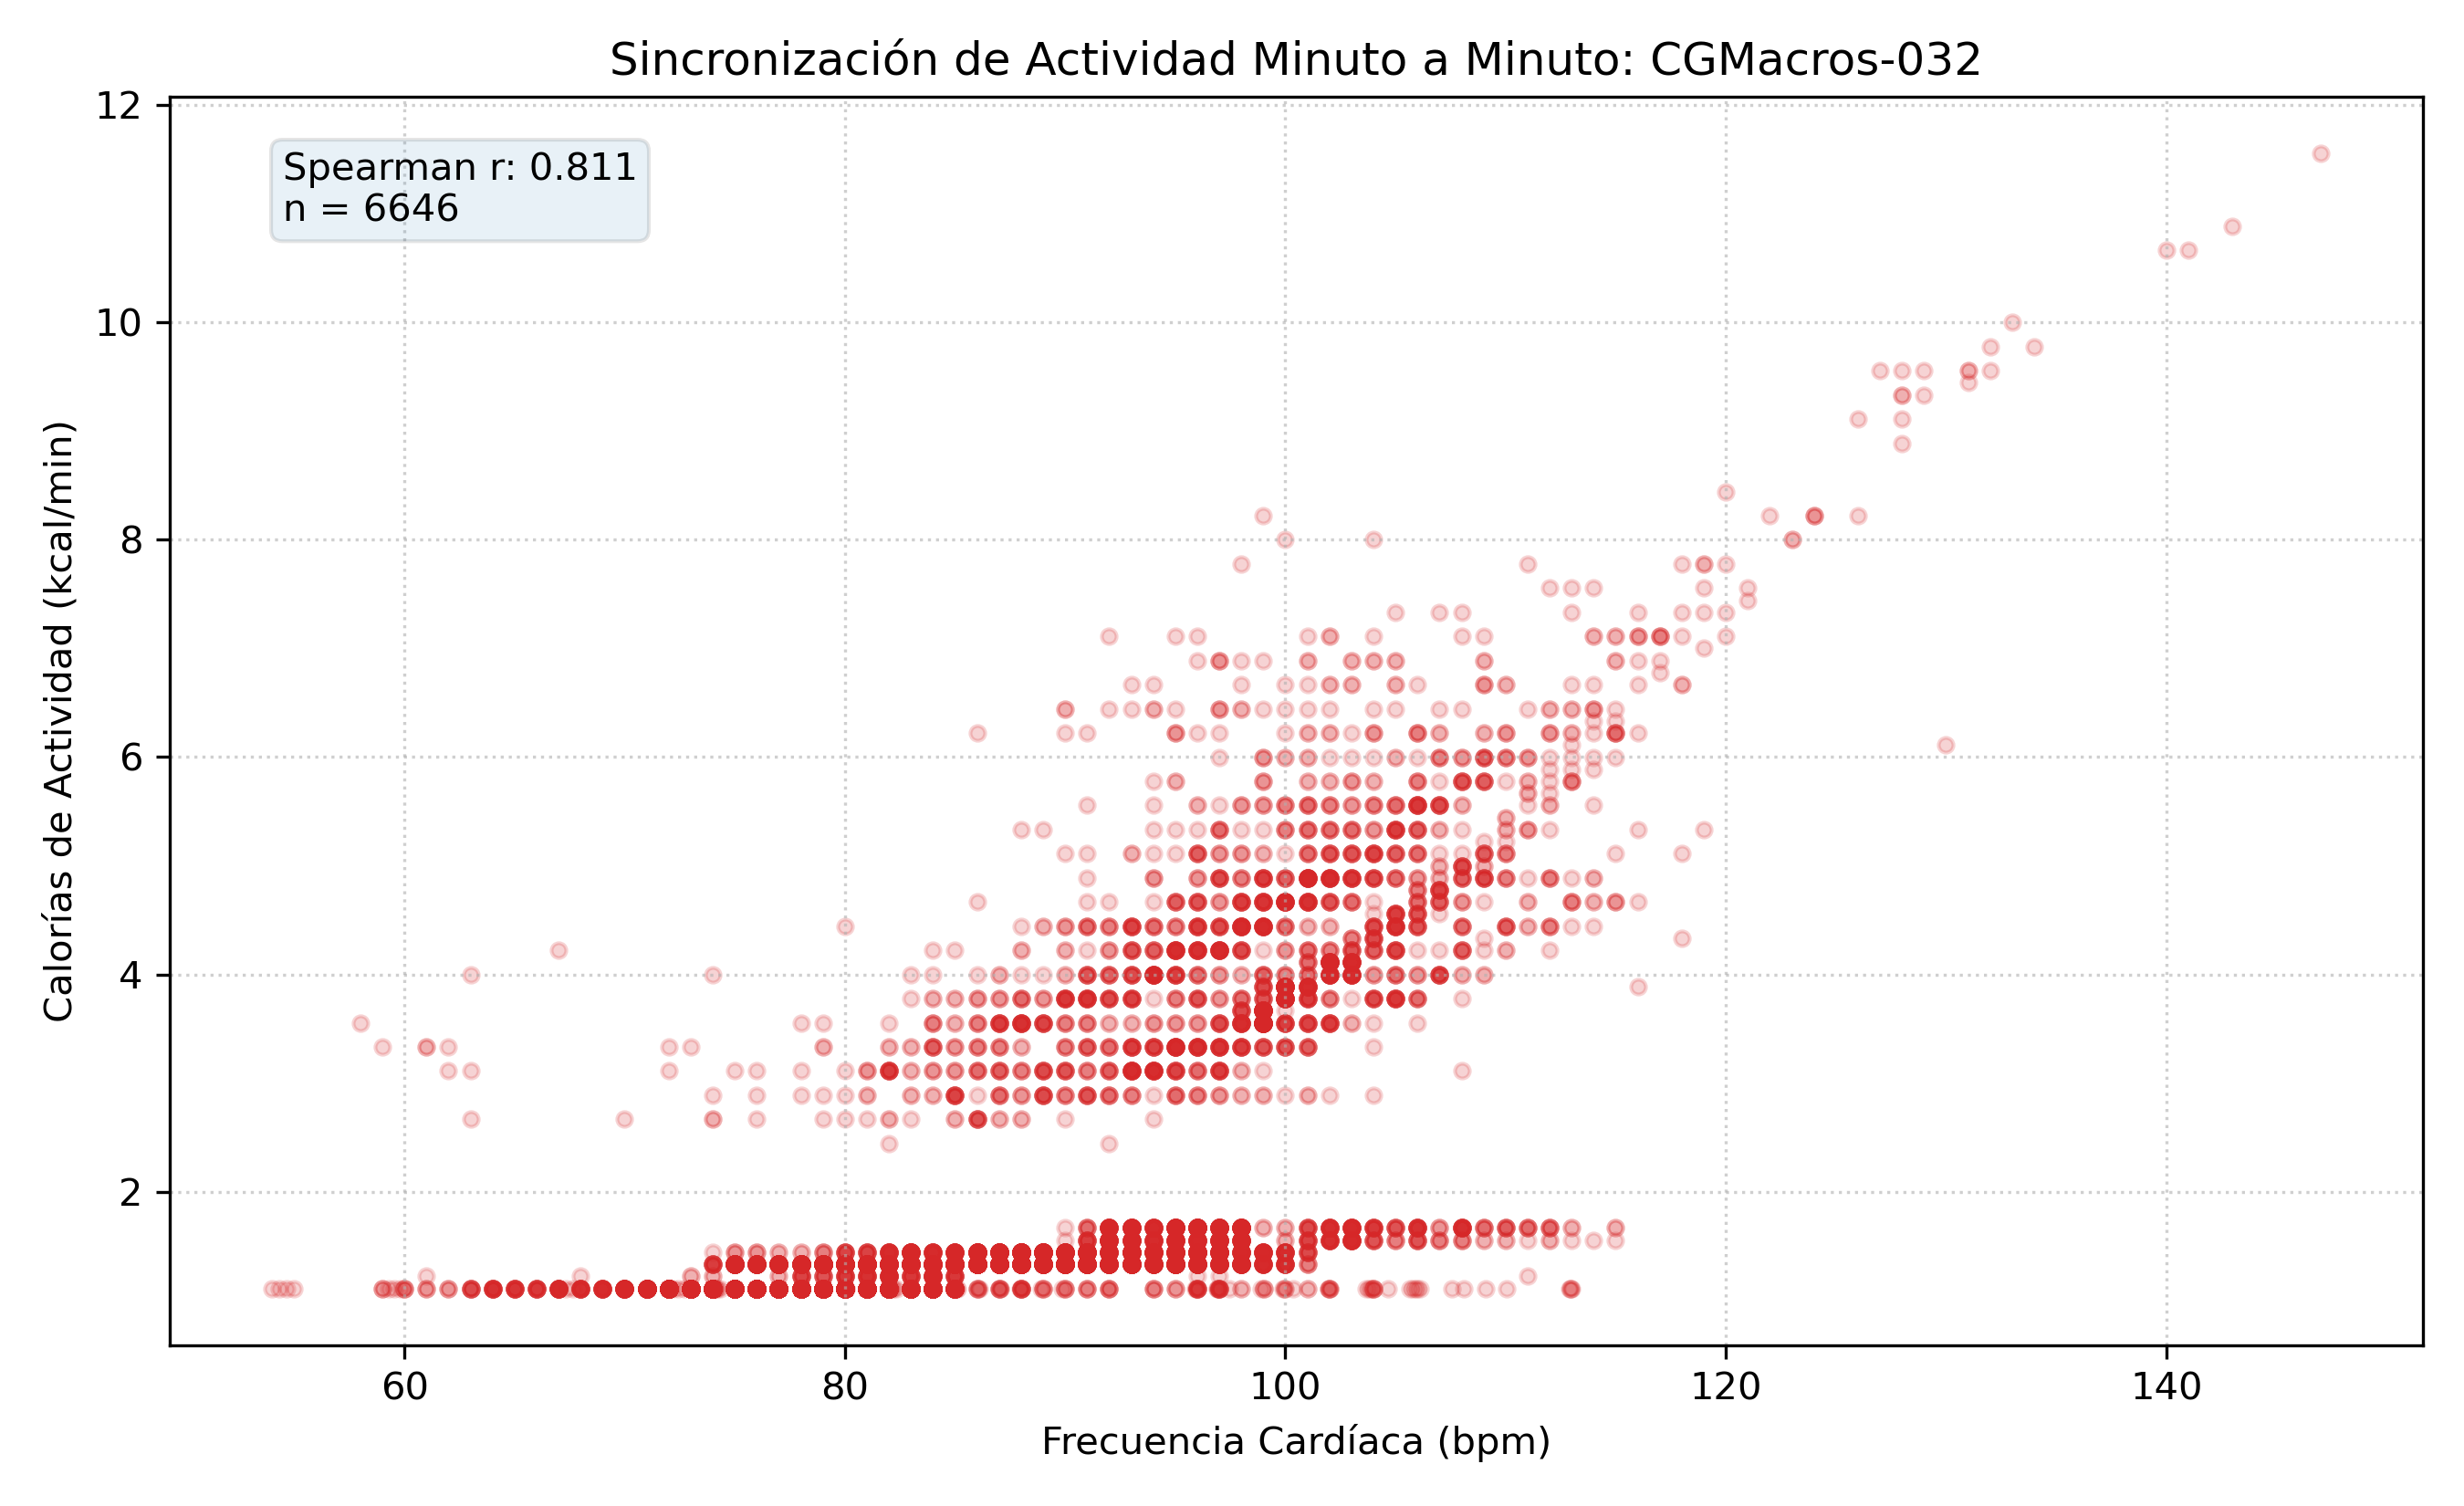 Sincronización de Actividad Minuto a Minuto: CGMacros-032
Spearman r: 0.811
n = 6646
Calorías de Actividad (kcal/min)
12
10
8
6
4
2
60
80
100
120
140
Frecuencia Cardíaca (bpm)